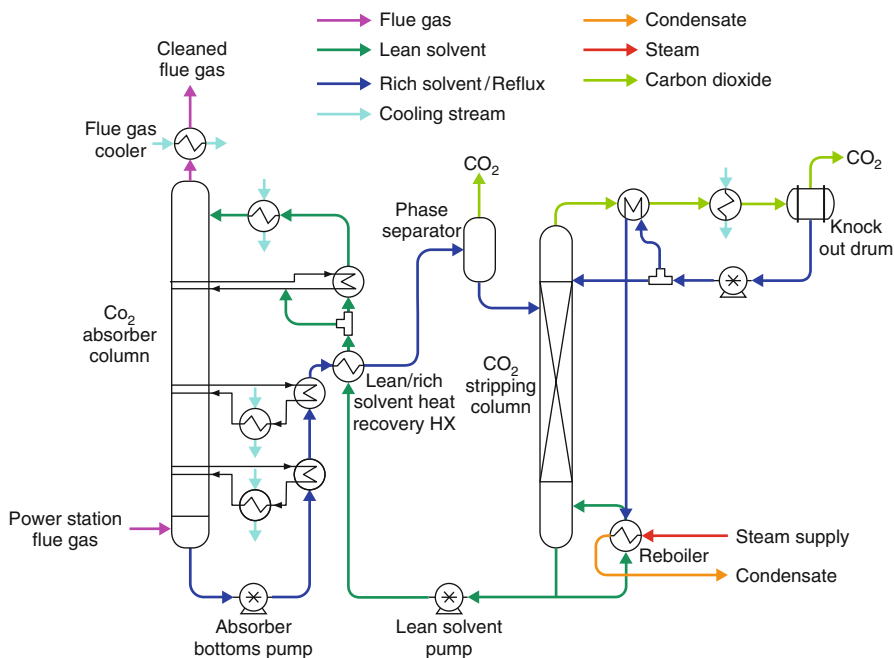 Flue gas
Lean solvent
Rich solvent/Reflux
Cooling stream
Condensate
Steam
Carbon dioxide
Cleaned
flue gas
Flue gas
cooler
CO2
Phase
separator
CO2
Knock
out drum
Co2
absorber
column
Lean/rich
solvent heat
recovery HX
CO2
stripping
column
Power station
flue gas
Steam supply
Reboiler
Condensate
Absorber
bottoms pump
Lean solvent
pump